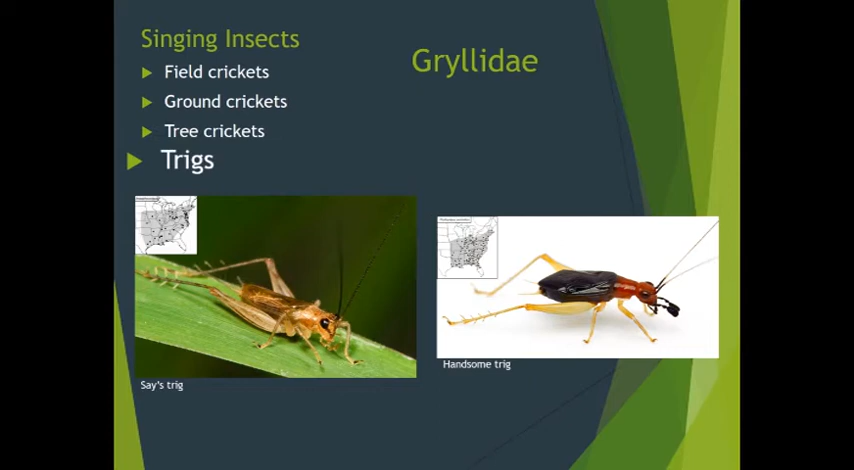 Singing Insects
Gryllidae
Field crickets
Ground crickets
Tree crickets
Trigs
Say's trig
Handsome trig